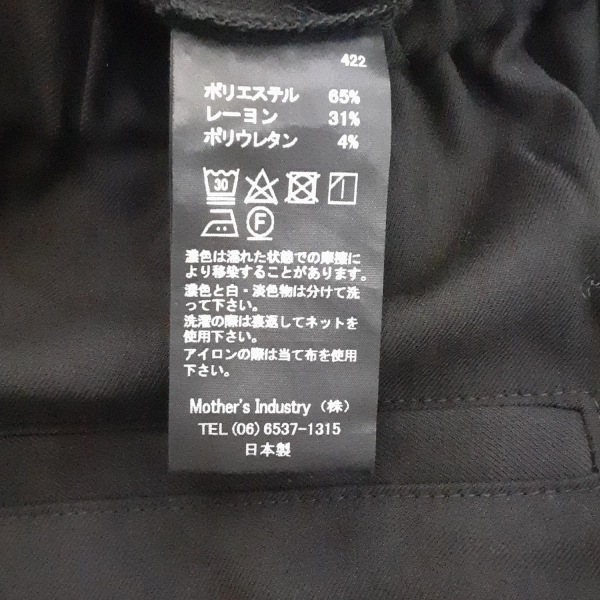 422
ポリエステル 65%
レーヨン 31%
ポリウレタン 4%
30
F
濃色は濡れた状態での摩擦に
より移染することがあります。
濃色と白・淡色物は分けて洗
って下さい。
洗濯の際は裏返してネットを
使用下さい。
アイロンの際は当て布を使用
下さい。
Mother's Industry（株）
TEL (06) 6537-1315
日本製